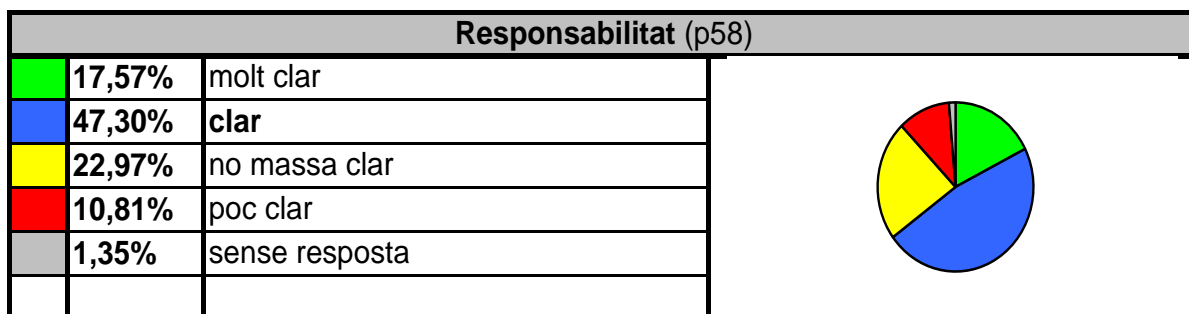 Responsabilitat (p58)
17,57% molt clar
47,30% clar
22,97% no massa clar
10,81% poc clar
1,35% sense resposta